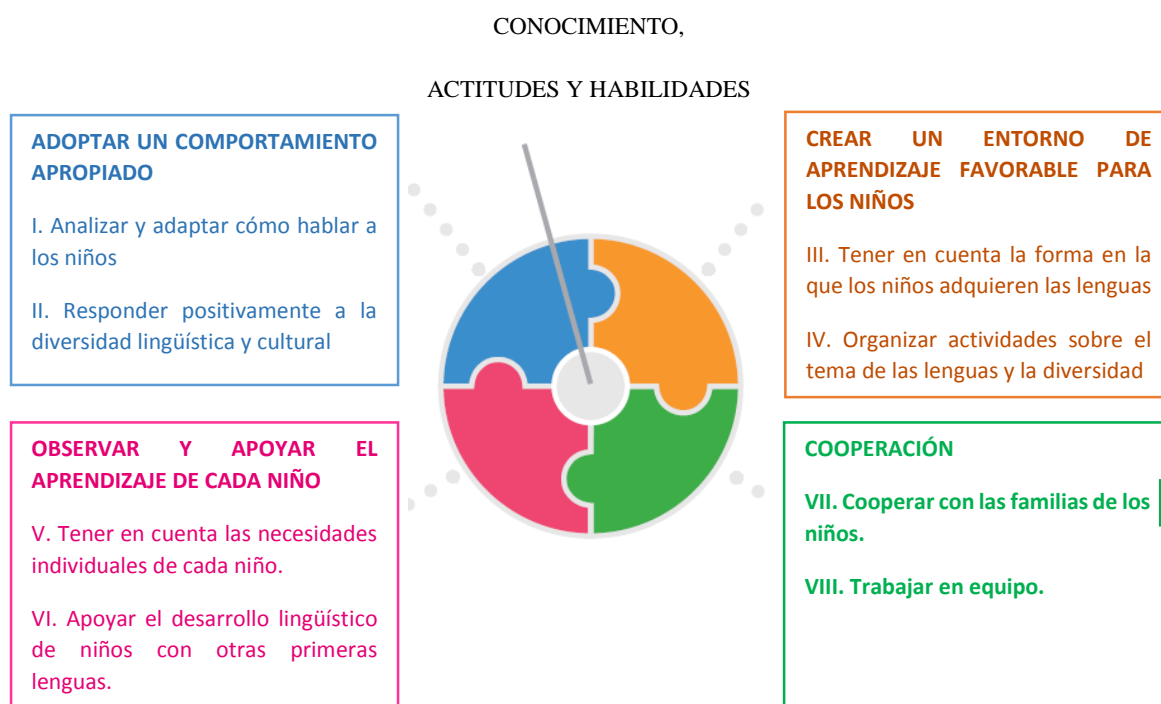 CONOCIMIENTO,
ACTITUDES Y HABILIDADES
ADOPTAR UN COMPORTAMIENTO
APROPIADO
I. Analizar y adaptar cómo hablar a
los niños
II. Responder positivamente a la
diversidad lingüística y cultural
CREAR UN ENTORNO DE
APRENDIZAJE FAVORABLE PARA
LOS NIÑOS
III. Tener en cuenta la forma en la
que los niños adquieren las lenguas
IV. Organizar actividades sobre el
tema de las lenguas y la diversidad
OBSERVAR Y APOYAR EL
APRENDIZAJE DE CADA NIÑO
V. Tener en cuenta las necesidades
individuales de cada niño.
VI. Apoyar el desarrollo lingüístico
de niños con otras primeras
lenguas.
COOPERACIÓN
VII. Cooperar con las familias de los
niños.
VIII. Trabajar en equipo.